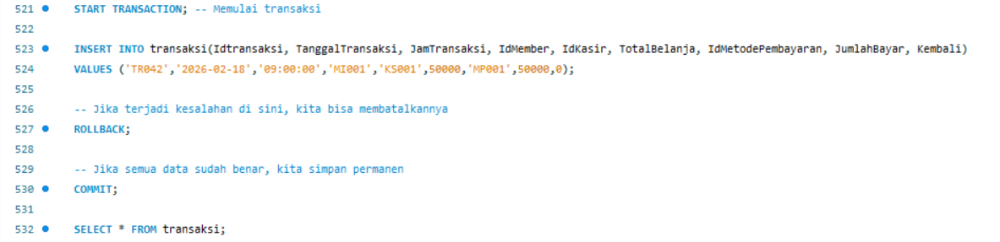 521 START TRANSACTION; -- Memulai transaksi
522
523 INSERT INTO transaksi(Idtransaksi, TanggalTransaksi, JamTransaksi, IdMember, IdKasir, TotalBelanja, IdMetodePembayaran, JumlahBayar, Kembali)
524 VALUES ('TR042','2026-02-18','09:00:00','MI001','KS001',50000,'MP001',50000,0);
525
526 -- Jika terjadi kesalahan di sini, kita bisa membatalkannya
527 ROLLBACK;
528
529 -- Jika semua data sudah benar, kita simpan permanen
530 COMMIT;
531
532 SELECT * FROM transaksi;